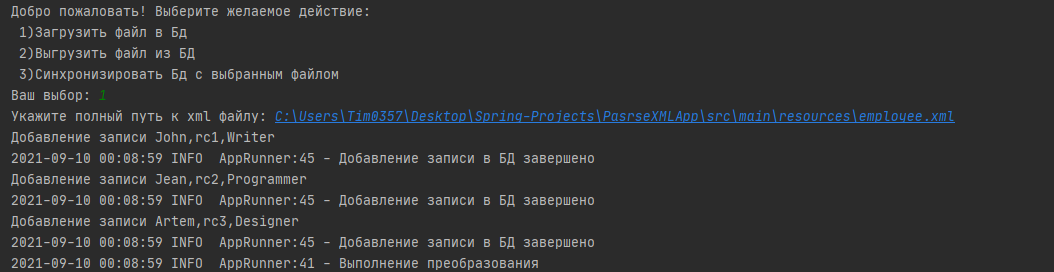 Добро пожаловать! Выберите желаемое действие:
1)Загрузить файл в Бд
2)Выгрузить файл из БД
3)Синхронизировать Бд с выбранным файлом
Ваш выбор: 1
Укажите полный путь к xml файлу: C:\Users\Tim0357\Desktop\Spring-Projects\PasrseXMLApp\src\main\resources\employee.xml
Добавление записи John,rc1,Writer
2021-09-10 00:08:59 INFO  AppRunner:45 - Добавление записи в БД завершено
Добавление записи Jean,rc2,Programmer
2021-09-10 00:08:59 INFO  AppRunner:45 - Добавление записи в БД завершено
Добавление записи Artem,rc3,Designer
2021-09-10 00:08:59 INFO  AppRunner:45 - Добавление записи в БД завершено
2021-09-10 00:08:59 INFO  AppRunner:41 - Выполнение преобразования